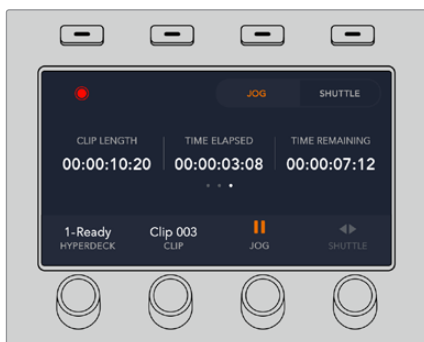 JOG SHUTTLE
CLIP LENGTH TIME ELAPSED TIME REMAINING
00:00:10:20 00:00:03:08 00:00:07:12
1-Ready Clip 003
HYPERDECK CLIP JOG SHUTTLE